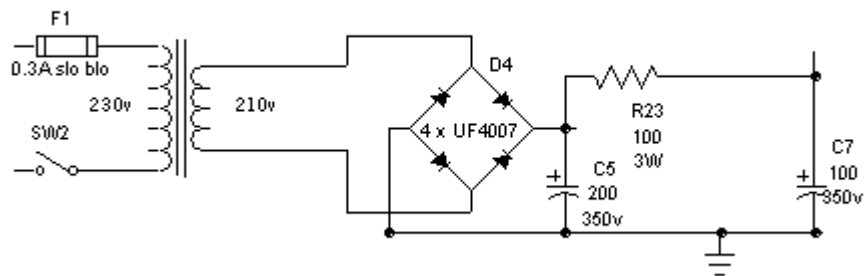 F1
0.3A slo blo
230v
210v
SW2
D4
4 x UF4007
R23
100
3W
C5
200
350v
C7
100
350v
+
+